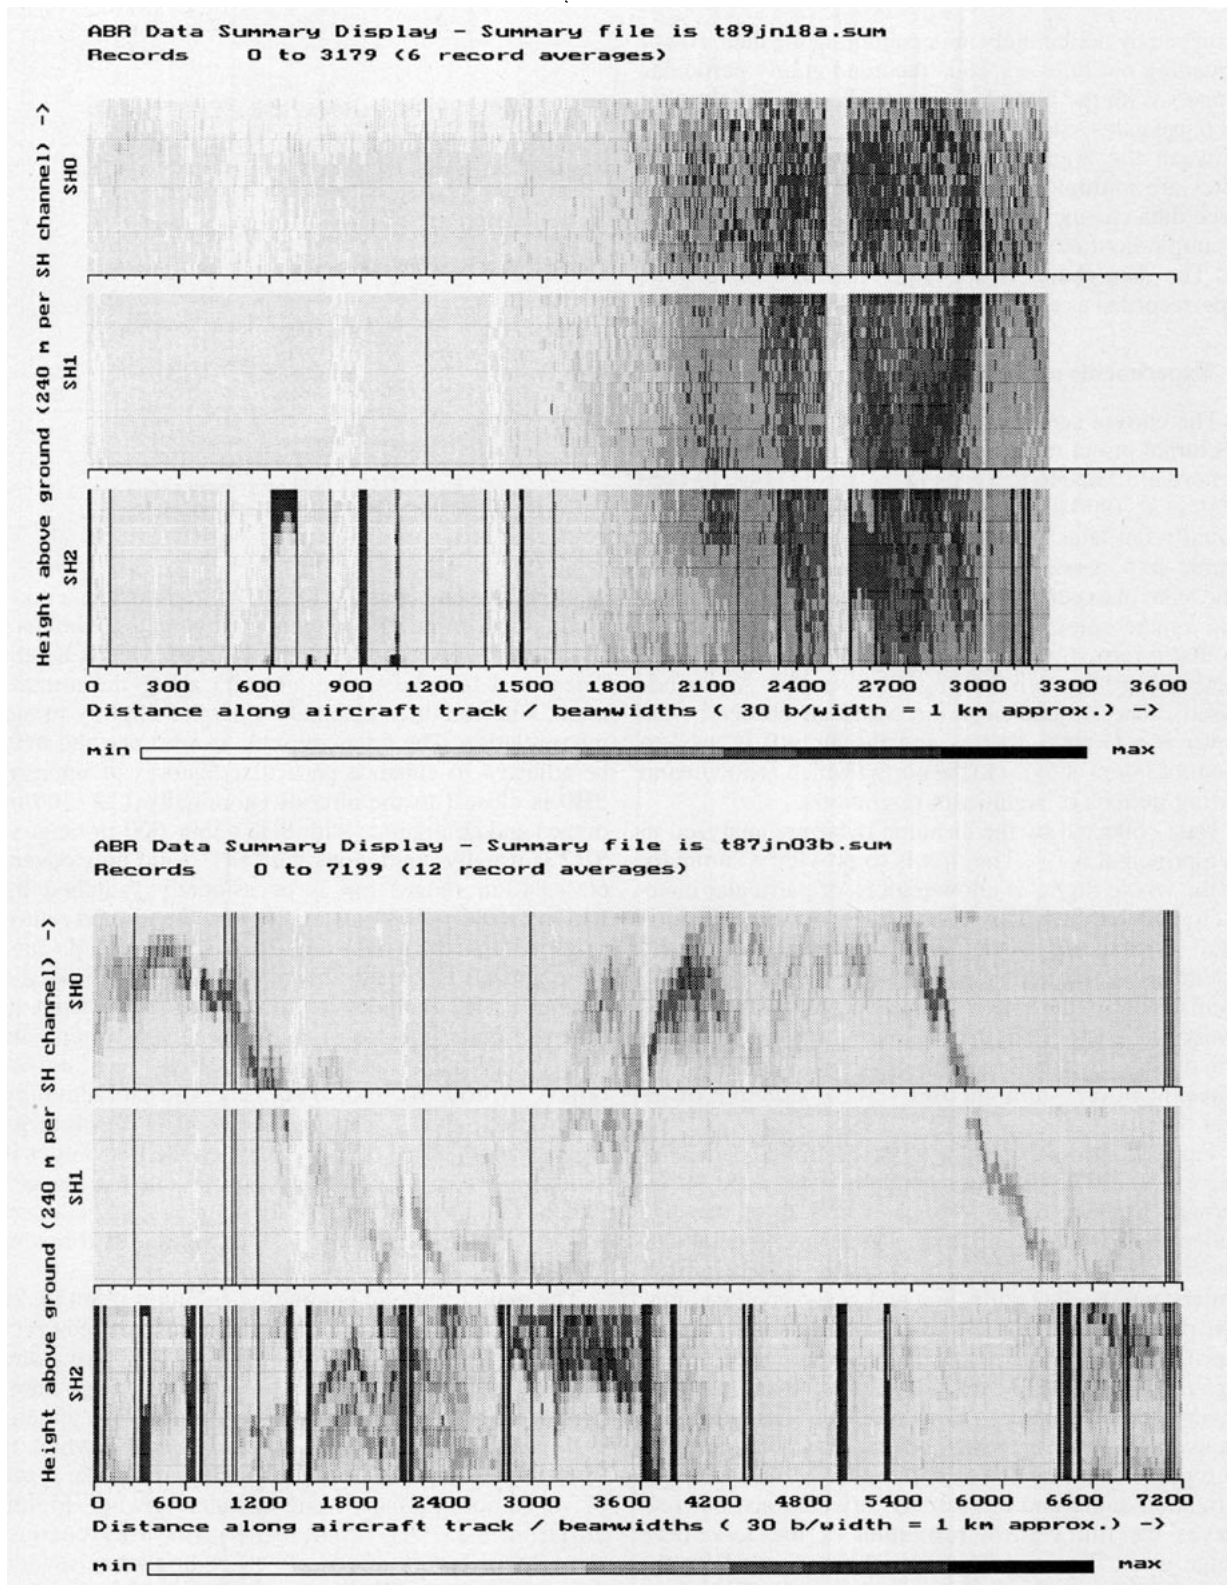 ABR Data Summary Display - Summary file is t89jn18a.sum
Records 0 to 3179 (6 record averages)
Height above ground (240 m per SH channel) ->
SH0
SH1
SH2
0 300 600 900 1200 1500 1800 2100 2400 2700 3000 3300 3600
Distance along aircraft track / beamwidths ( 30 b/width = 1 km approx.) ->
min max
ABR Data Summary Display - Summary file is t87jn03b.sum
Records 0 to 7199 (12 record averages)
Height above ground (240 m per SH channel) ->
SH0
SH1
SH2
0 600 1200 1800 2400 3000 3600 4200 4800 5400 6000 6600 7200
Distance along aircraft track / beamwidths ( 30 b/width = 1 km approx.) ->
min max